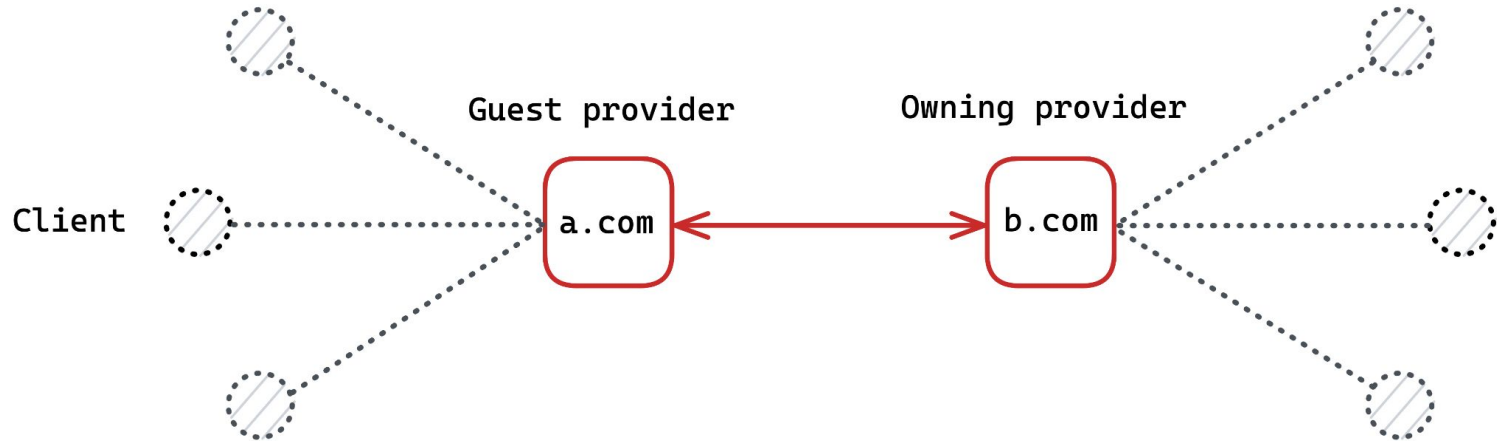 Guest provider
Owning provider
Client
a.com
b.com